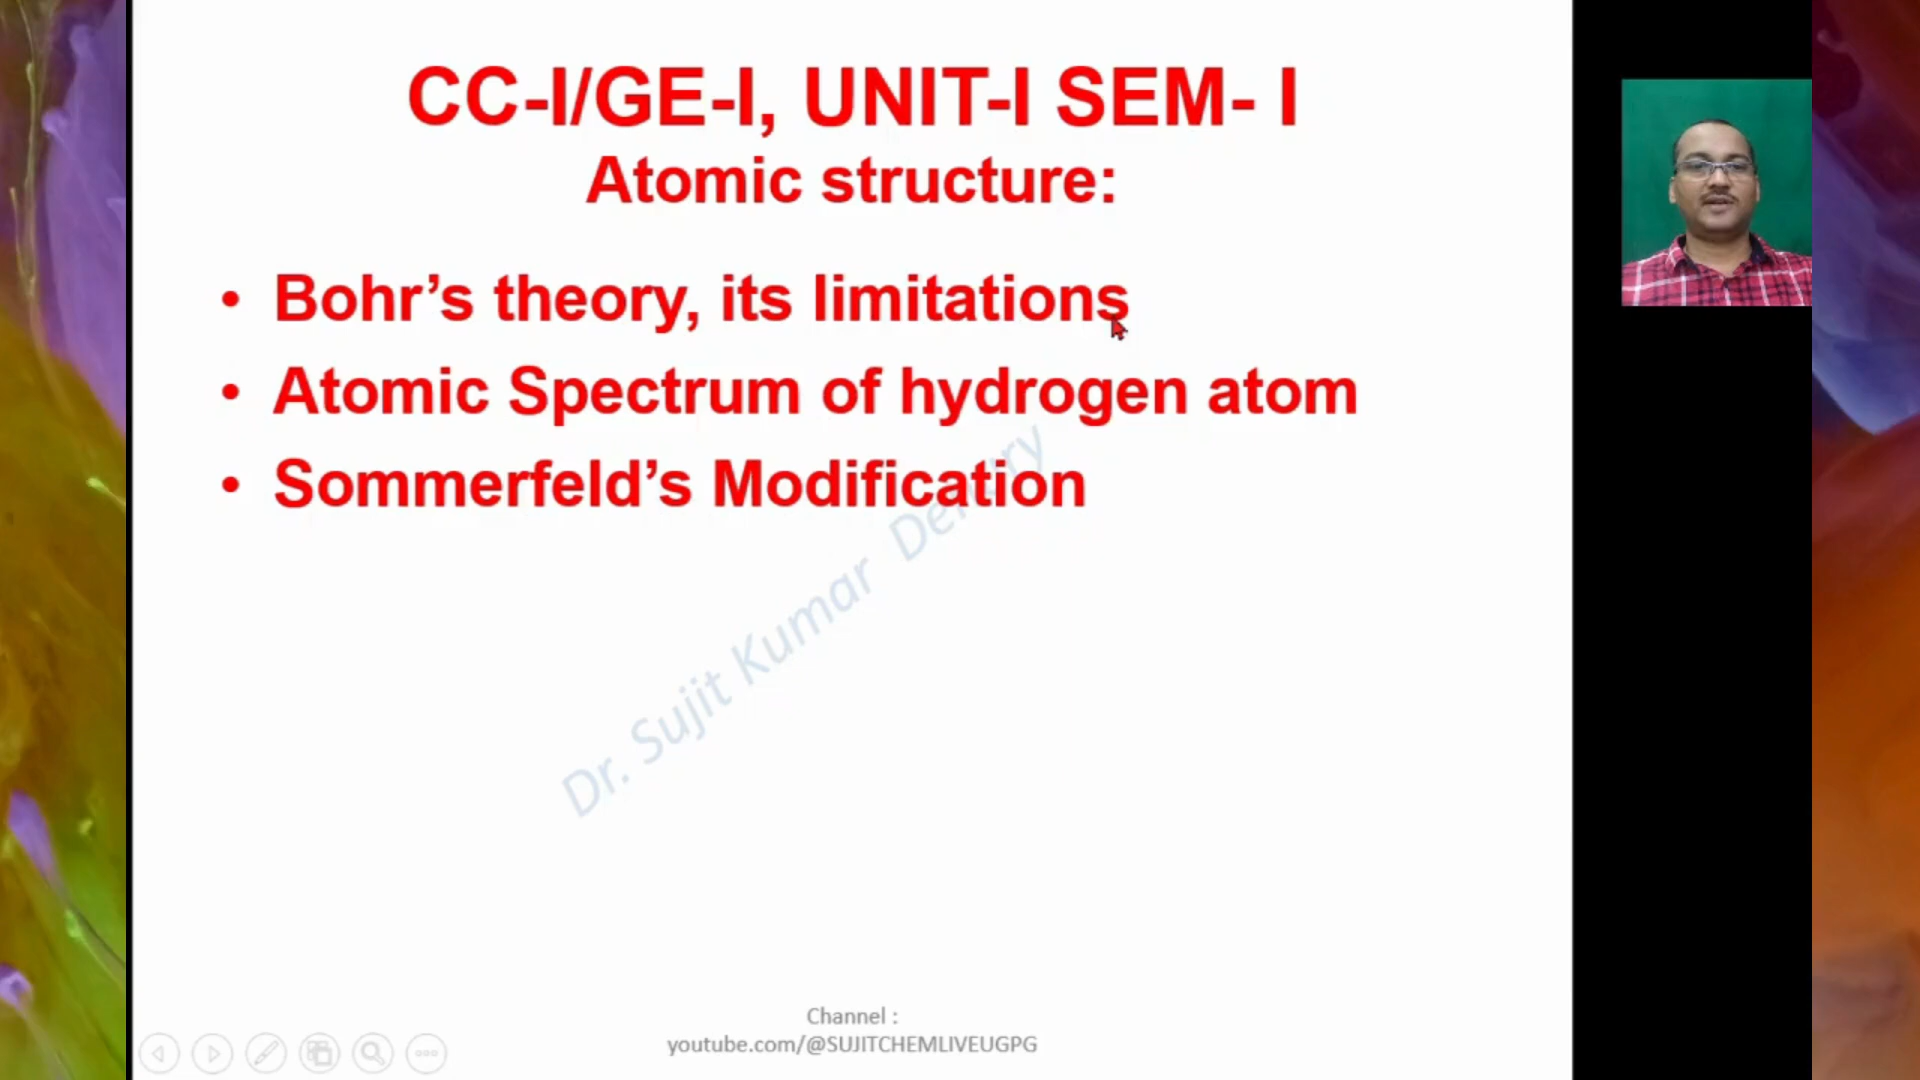 CC-I/GE-I, UNIT-I SEM- I
Atomic structure:
• Bohr’s theory, its limitations
• Atomic Spectrum of hydrogen atom
• Sommerfeld’s Modification
Dr. Sujit Kumar
Channel :
youtube.com/@SUJITCHEMLIVEUGPG